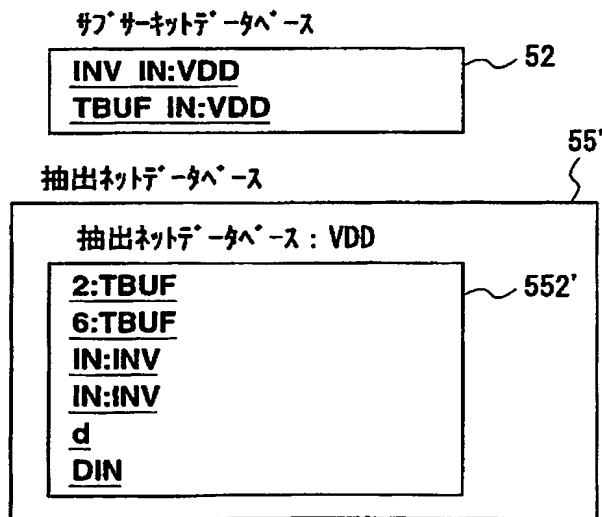 サブサーキットデータベース
INV IN:VDD
TBUF IN:VDD
52
55'
抽出ネットデータベース
抽出ネットデータベース : VDD
2:TBUF
6:TBUF
IN:INV
IN:INV
d
DIN
552'